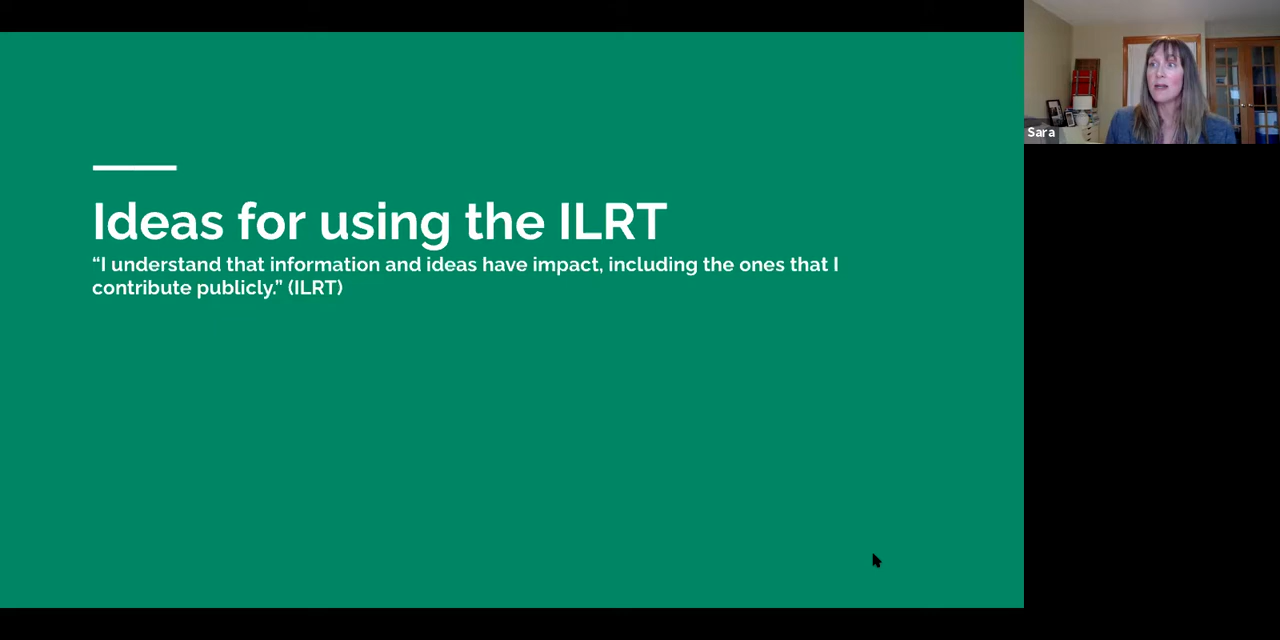 Ideas for using the ILRT
“I understand that information and ideas have impact, including the ones that I
contribute publicly.” (ILRT)
Sara